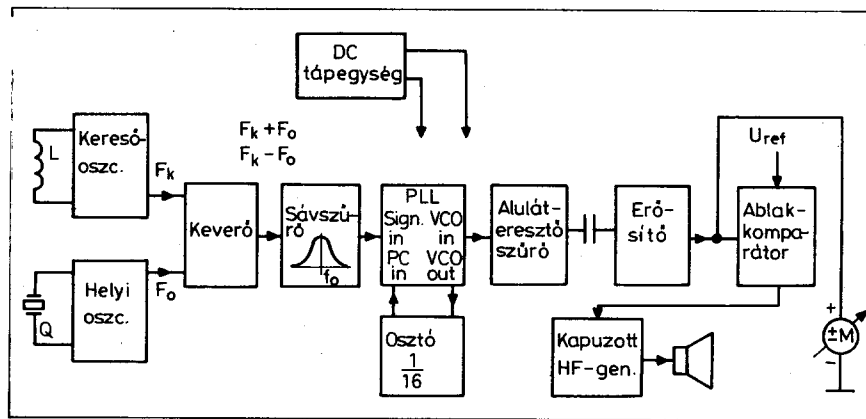 DC
tápegység
Kereső-
oszc.
L
Fk
Fk+Fo
Fk-Fo
Keverő
Sávszű-
rő
fo
PLL
Sign. VCO
in in
PC VCO
in out
Alulát-
eresztő
szűrő
Erő-
sítő
Uref
Ablak-
kompa-
rátor
Helyi
oszc.
Q
Fo
Osztó
1
16
Kapuzott
HF-gen.
+
±M
-